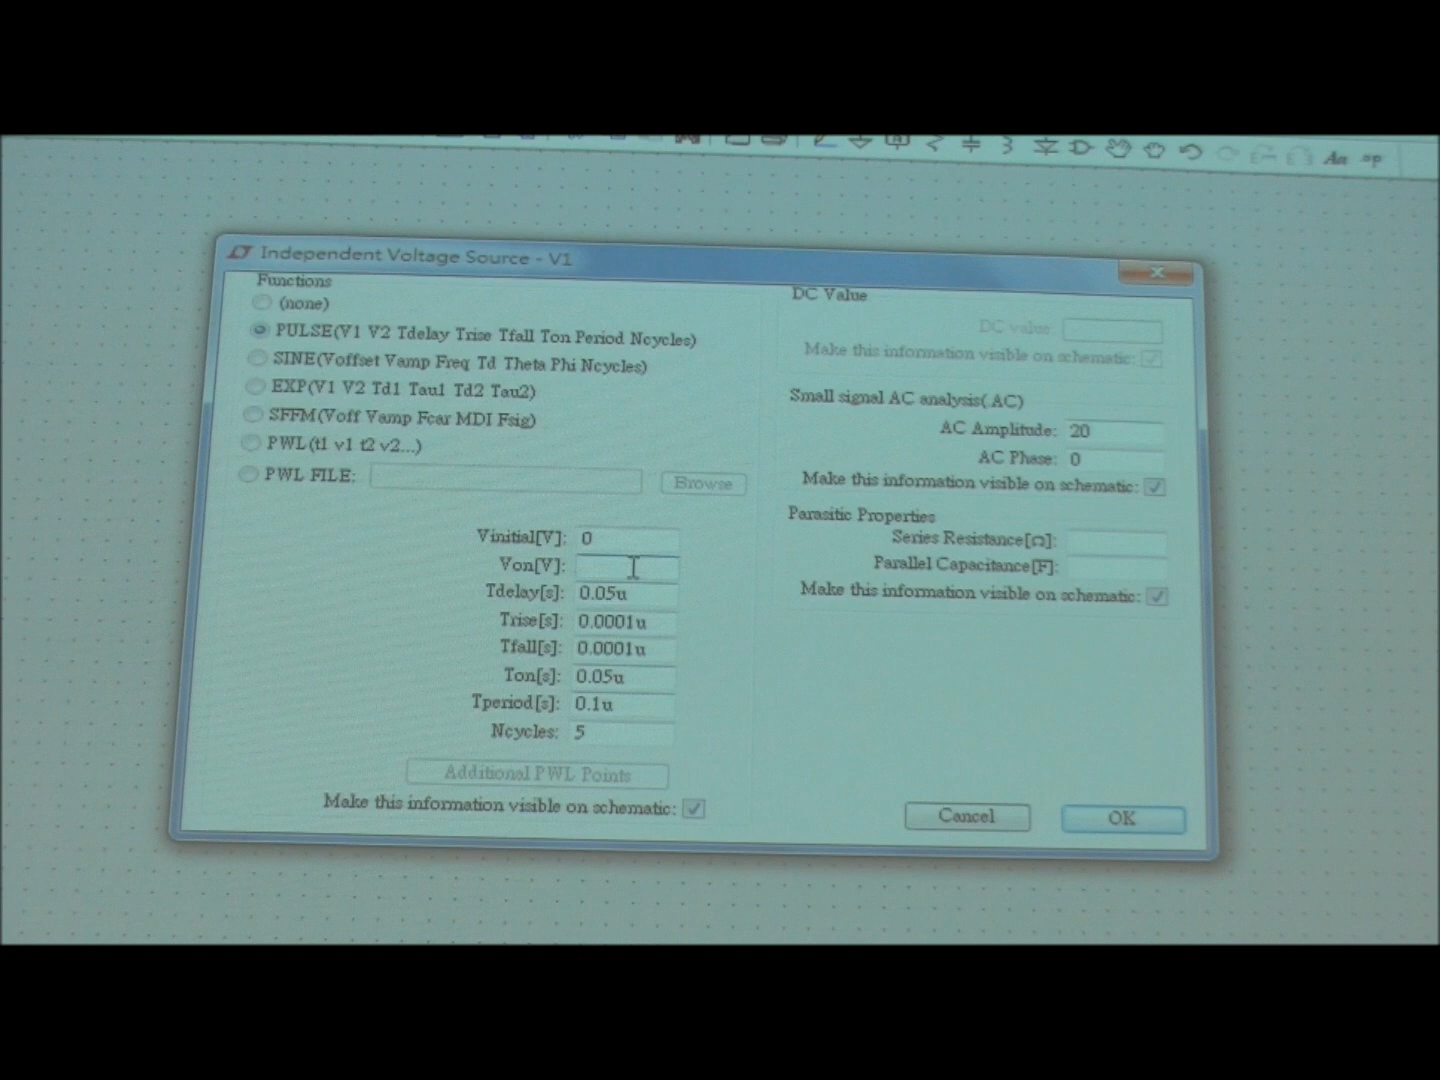 Aa .op
Independent Voltage Source - V1
Functions
(none)
PULSE(V1 V2 Tdelay Trise Tfall Ton Period Ncycles)
SINE(Voffset Vamp Freq Td Theta Phi Ncycles)
EXP(V1 V2 Td1 Tau1 Td2 Tau2)
SFFM(Voff Vamp Fcar MDI Fsig)
PWL(t1 v1 t2 v2...)
PWL FILE:
Browse
Vinitial[V]: 0
Von[V]:
Tdelay[s]: 0.05u
Trise[s]: 0.0001u
Tfall[s]: 0.0001u
Ton[s]: 0.05u
Tperiod[s]: 0.1u
Ncycles: 5
Additional PWL Points
Make this information visible on schematic:
DC Value
DC value:
Make this information visible on schematic:
Small signal AC analysis(.AC)
AC Amplitude: 20
AC Phase: 0
Make this information visible on schematic:
Parasitic Properties
Series Resistance[Ω]:
Parallel Capacitance[F]:
Make this information visible on schematic:
Cancel
OK